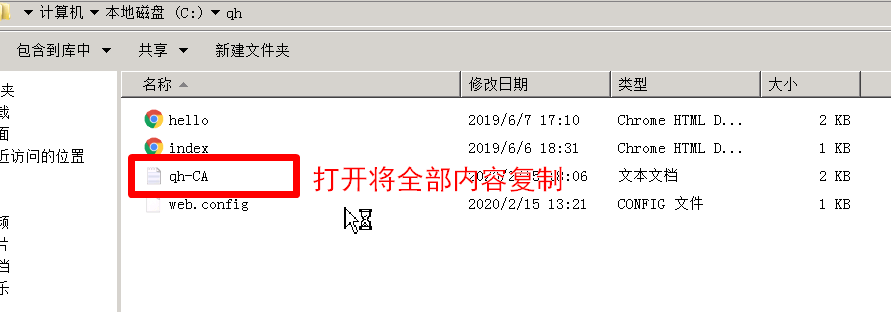 计算机 本地磁盘 (C:) qh
包含到库中 共享 新建文件夹
名称 修改日期 类型 大小
夹
载 hello 2019/6/7 17:10 Chrome HTML D... 2 KB
面 index 2019/6/6 18:31 Chrome HTML D... 1 KB
近访问的位置
qh-CA 打开将全部内容复制 :06 文本文档 2 KB
web.config 2020/2/15 13:21 CONFIG 文件 1 KB
频
片
档
乐